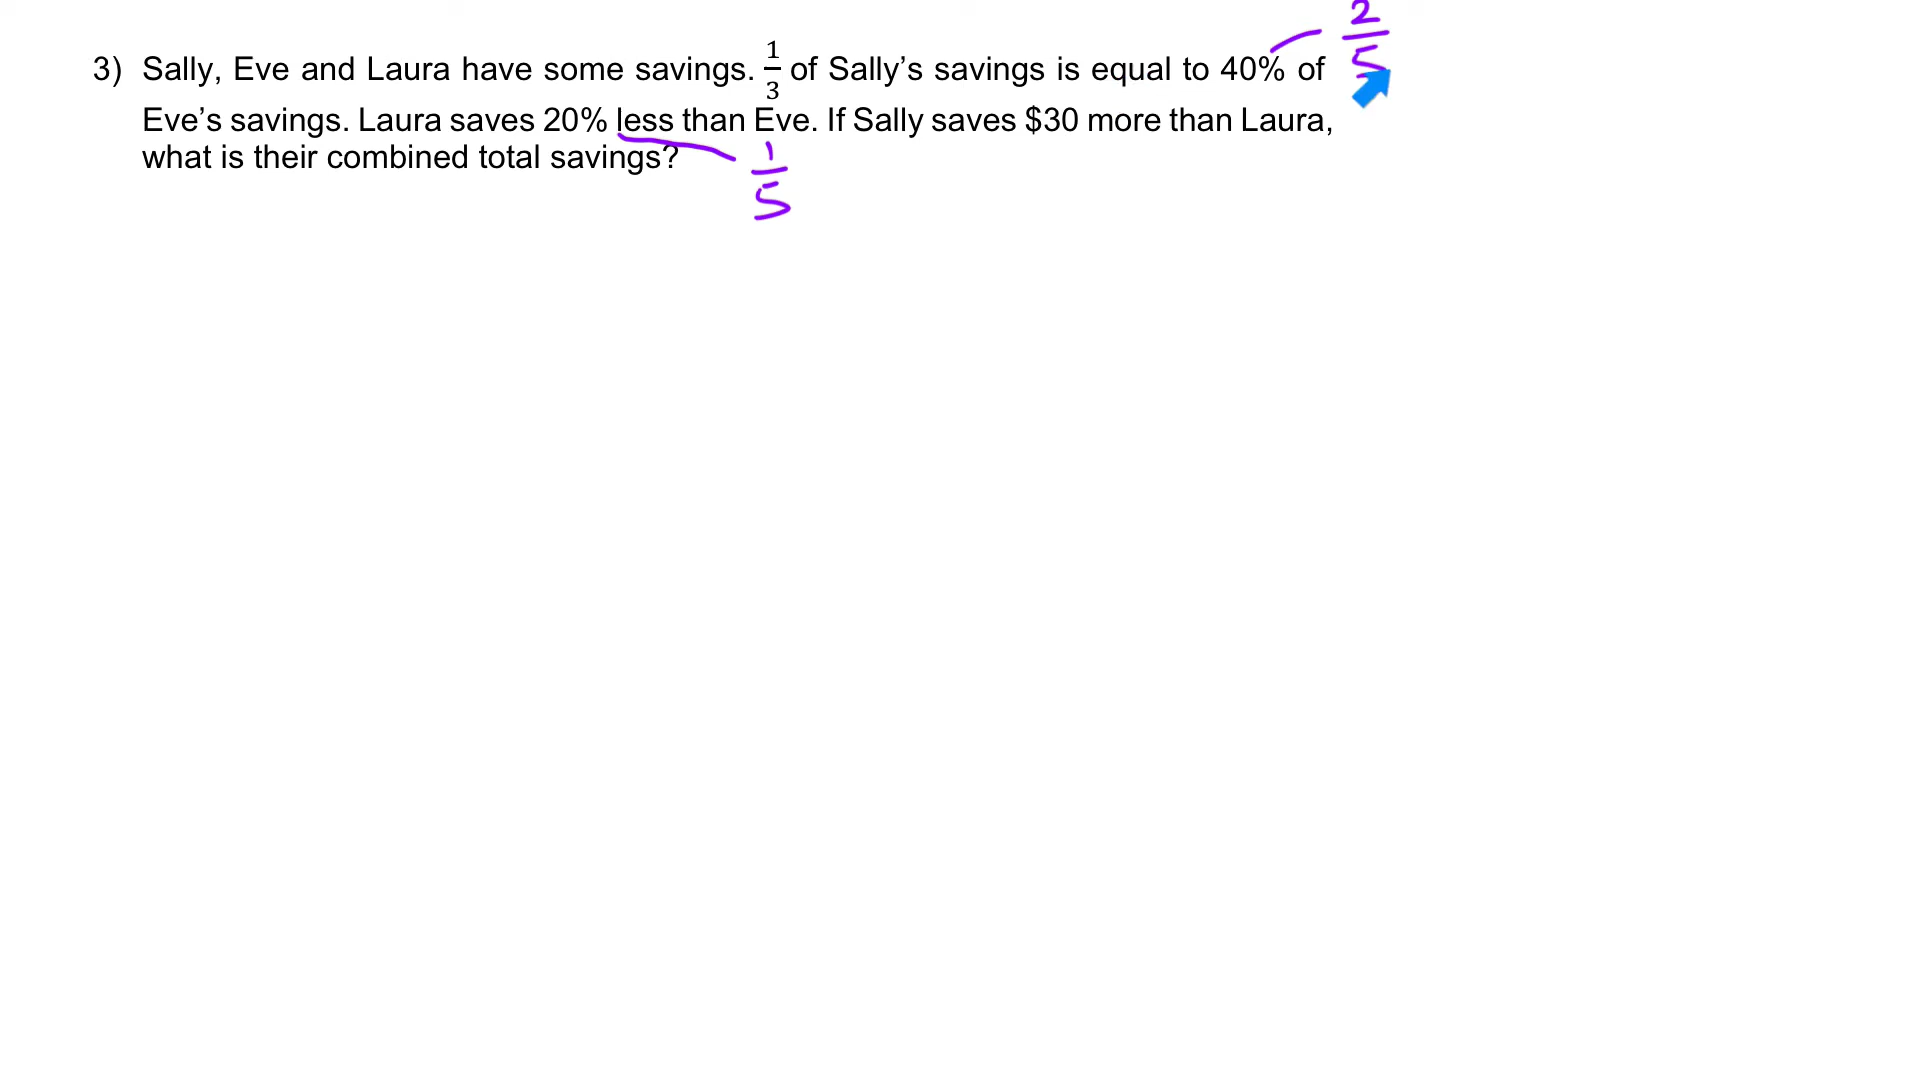 2/5
3) Sally, Eve and Laura have some savings. 1/3 of Sally’s savings is equal to 40% of
Eve’s savings. Laura saves 20% less than Eve. If Sally saves $30 more than Laura,
what is their combined total savings?
1/5